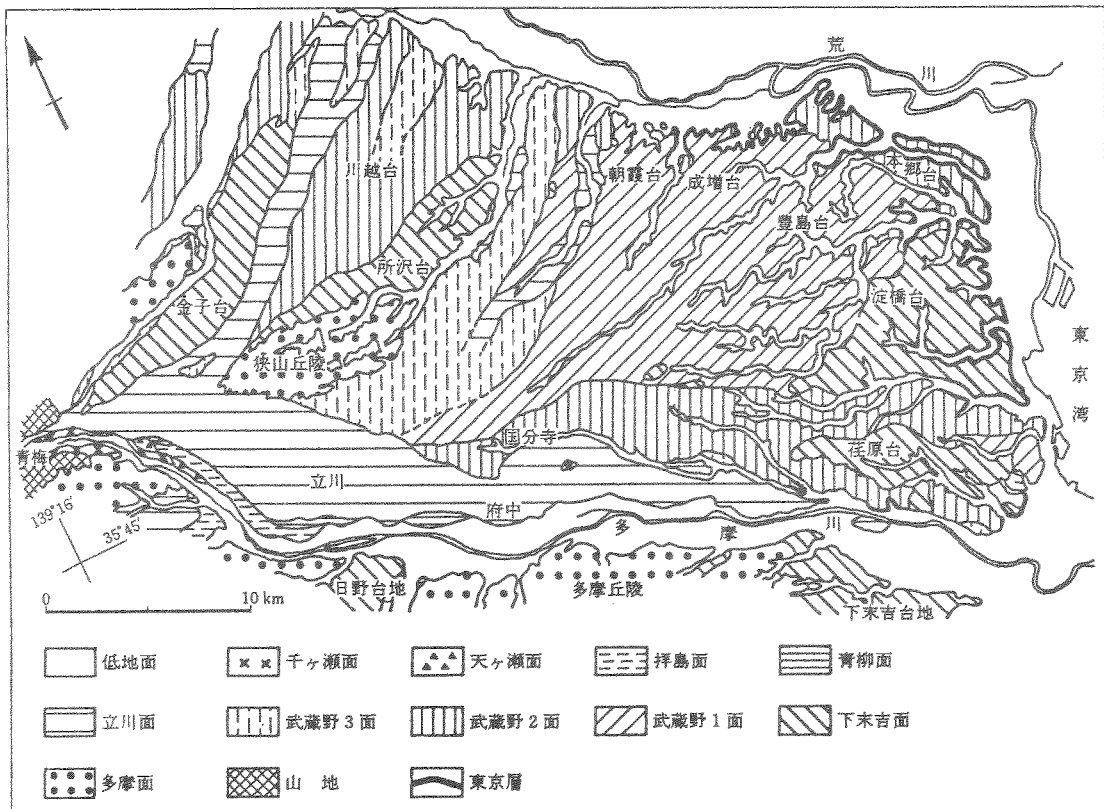 荒川
本郷台
川越台
朝霞台
成増台
豊島台
所沢台
淀橋台
金子台
東京湾
狭山丘陵
国分寺
荏原台
青梅
立川
139°16′
府中
35°45′
多摩川
0 10 km
日野台地
多摩丘陵
下末吉台地
低地面 千ヶ瀬面 天ヶ瀬面 拝島面 青柳面
立川面 武蔵野3面 武蔵野2面 武蔵野1面 下末吉面
多摩面 山地 東京層